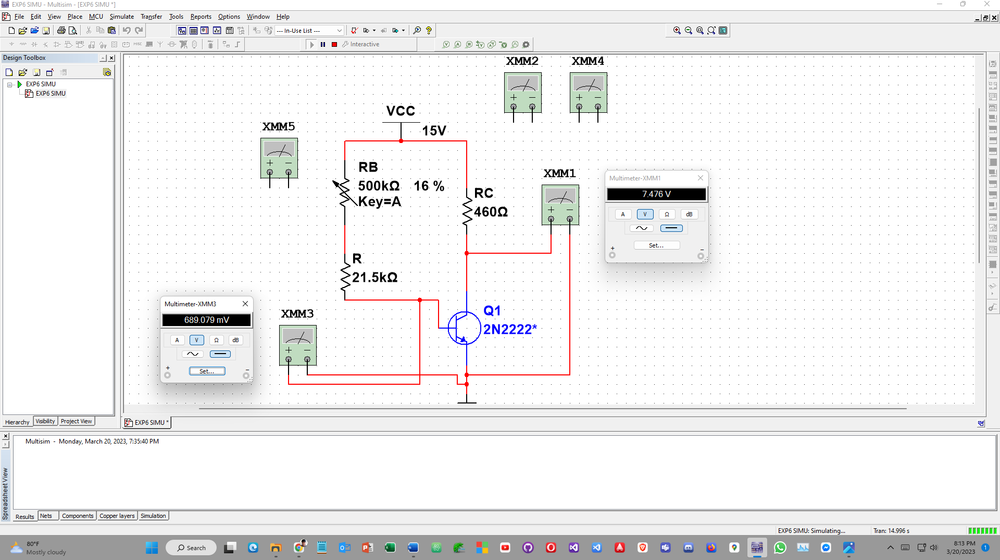 EXP6 SIMU - Multisim - [EXP6 SIMU *]
File Edit View Place MCU Simulate Transfer Tools Reports Options Window Help
--- In-Use List ---
Interactive
Design Toolbox
EXP6 SIMU
EXP6 SIMU
XMM2
XMM4
VCC
15V
XMM5
RB
500kΩ 16 %
Key=A
RC
460Ω
XMM1
Multimeter-XMM1
7.476 V
A V Ω dB
Set...
+ −
R
21.5kΩ
Multimeter-XMM3
689.079 mV
A V Ω dB
Set...
+ −
XMM3
Q1
2N2222*
Hierarchy Visibility Project View
EXP6 SIMU *
Multisim - Monday, March 20, 2023, 7:35:40 PM
Spreadsheet View
Results Nets Components Copper layers Simulation
EXP6 SIMU: Simulating... Tran: 14.996 s
80°F
Mostly cloudy
Search
8:13 PM
3/20/2023
1